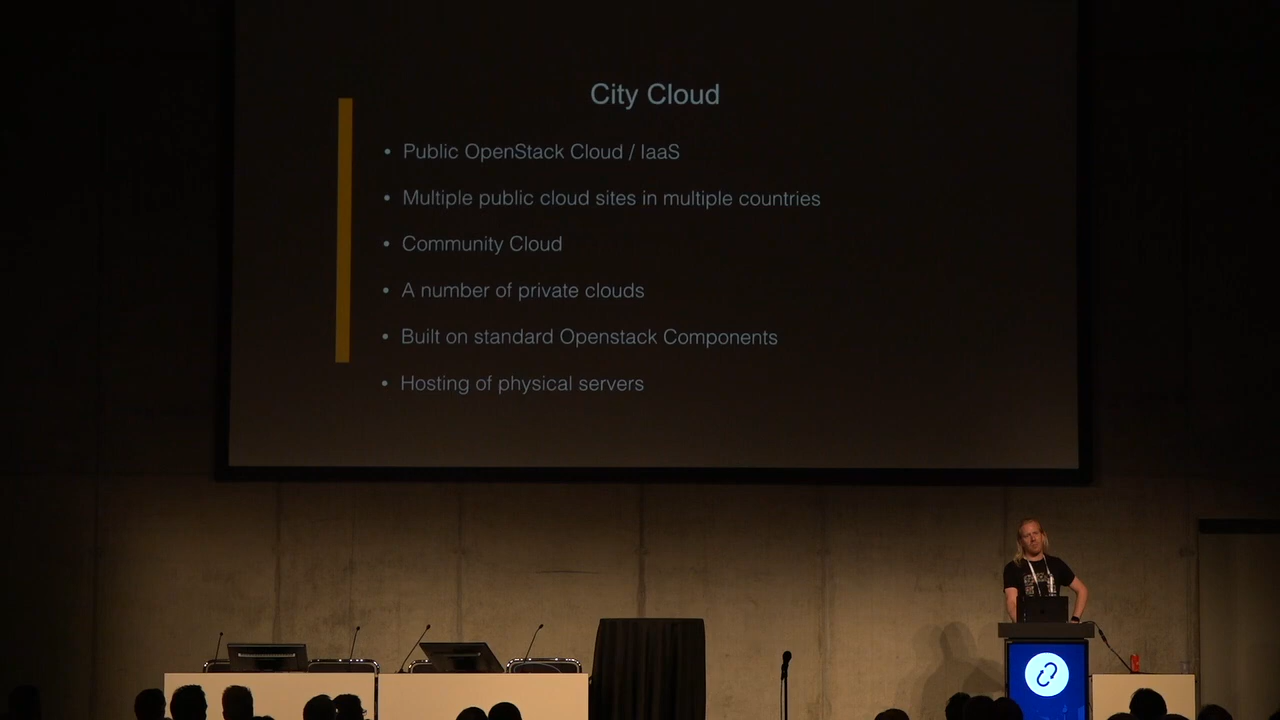 City Cloud
• Public OpenStack Cloud / IaaS
• Multiple public cloud sites in multiple countries
• Community Cloud
• A number of private clouds
• Built on standard Openstack Components
• Hosting of physical servers